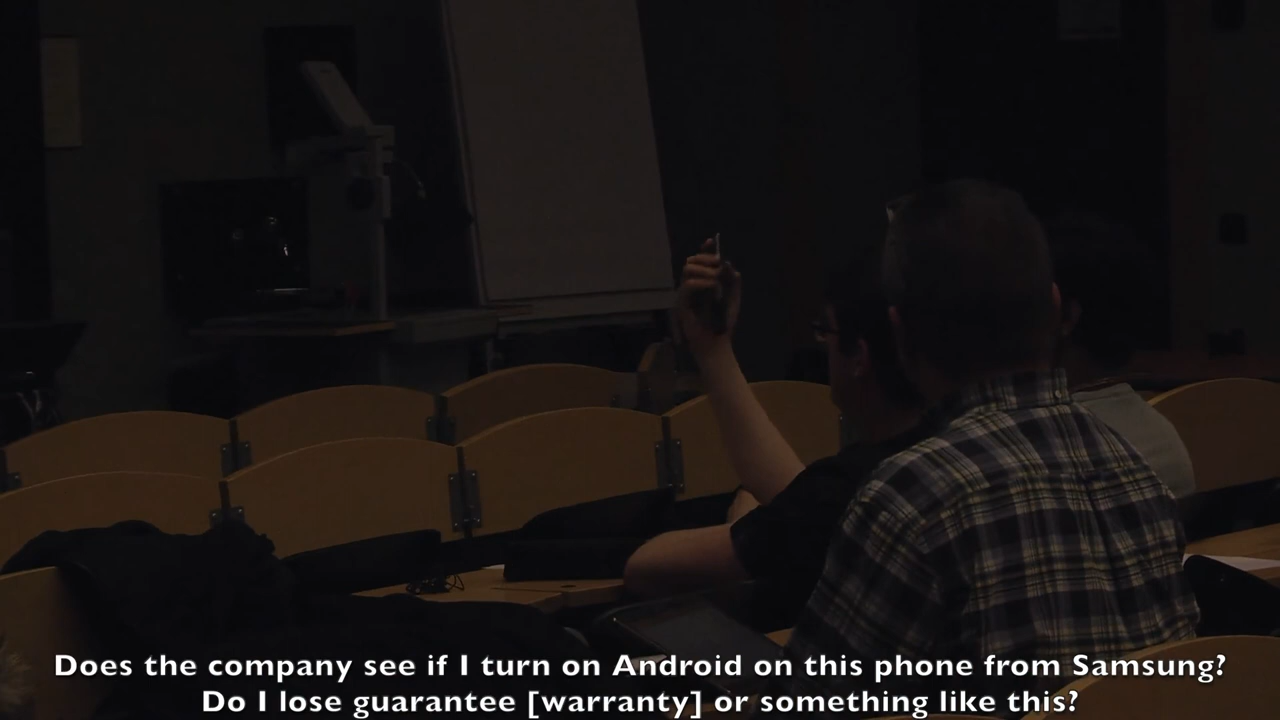 Does the company see if I turn on Android on this phone from Samsung?
Do I lose guarantee [warranty] or something like this?